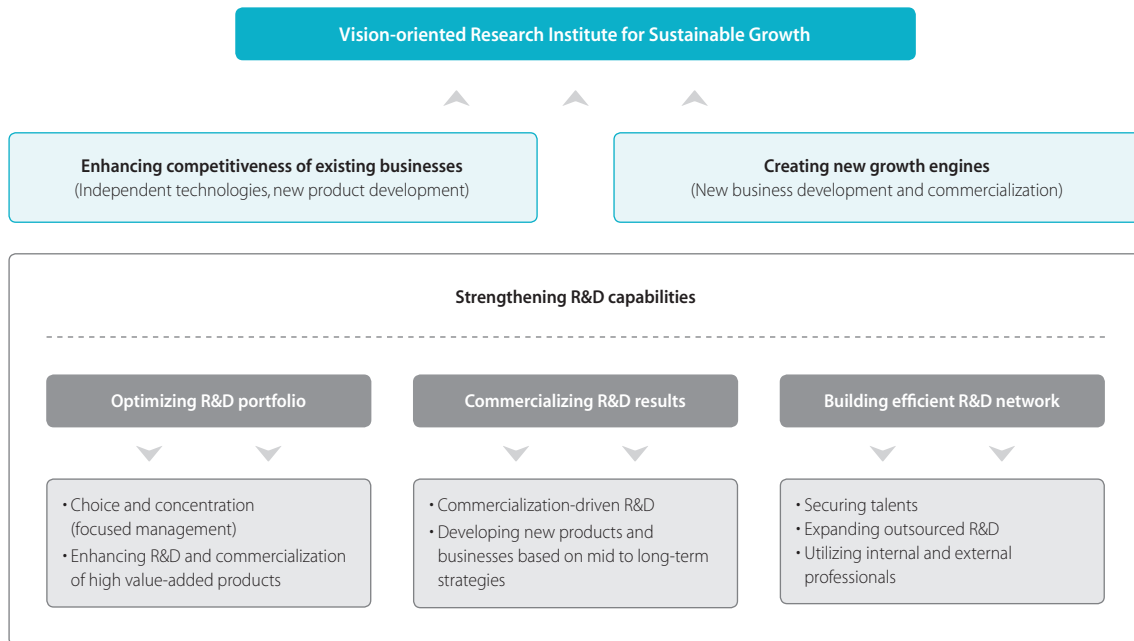 Vision-oriented Research Institute for Sustainable Growth
Enhancing competitiveness of existing businesses
(Independent technologies, new product development)
Creating new growth engines
(New business development and commercialization)
Strengthening R&D capabilities
Optimizing R&D portfolio
• Choice and concentration
(focused management)
• Enhancing R&D and commercialization
of high value-added products
Commercializing R&D results
• Commercialization-driven R&D
• Developing new products and
businesses based on mid to long-term
strategies
Building efficient R&D network
• Securing talents
• Expanding outsourced R&D
• Utilizing internal and external
professionals